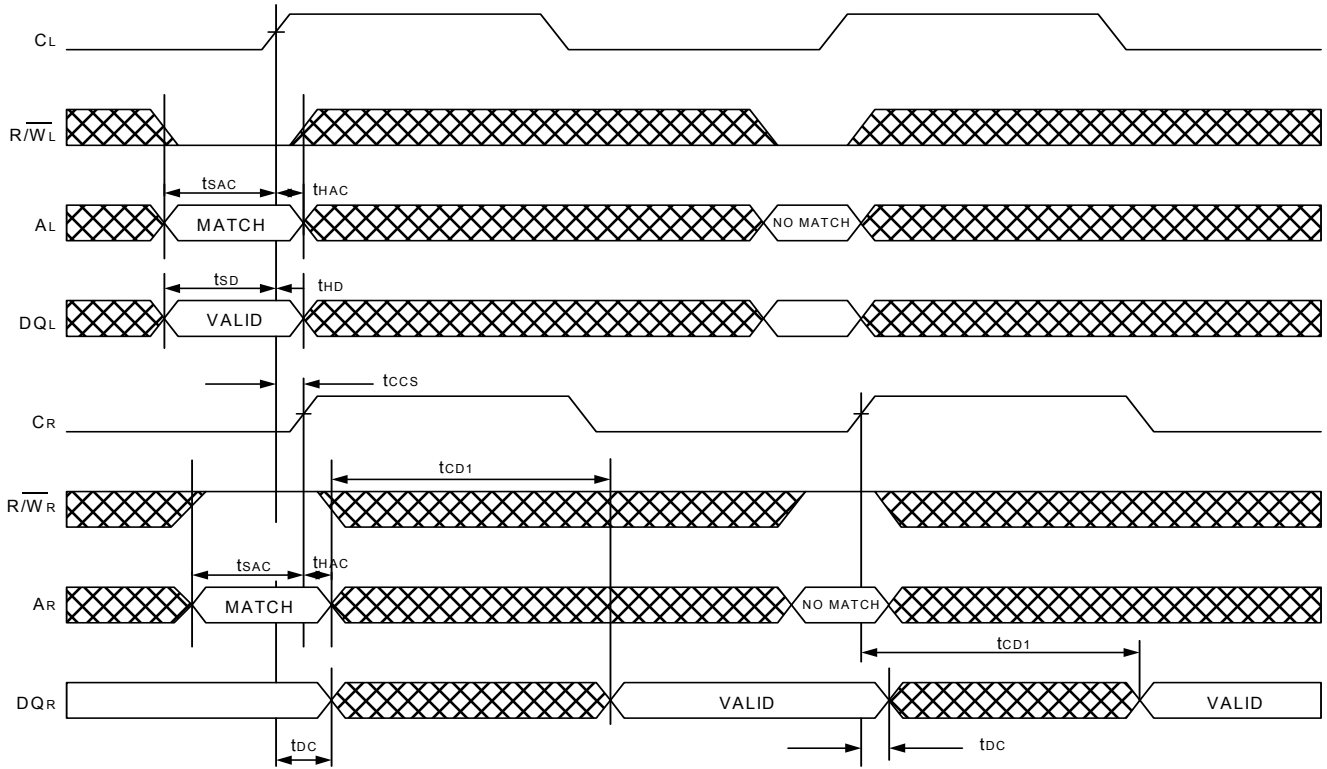 CL
R/WL
tSAC tHAC
AL MATCH NO MATCH
tSD tHD
DQL VALID
tCCS
CR
tCD1
R/WR
tSAC tHAC
AR MATCH NO MATCH
tCD1
DQR VALID VALID
tDC tDC